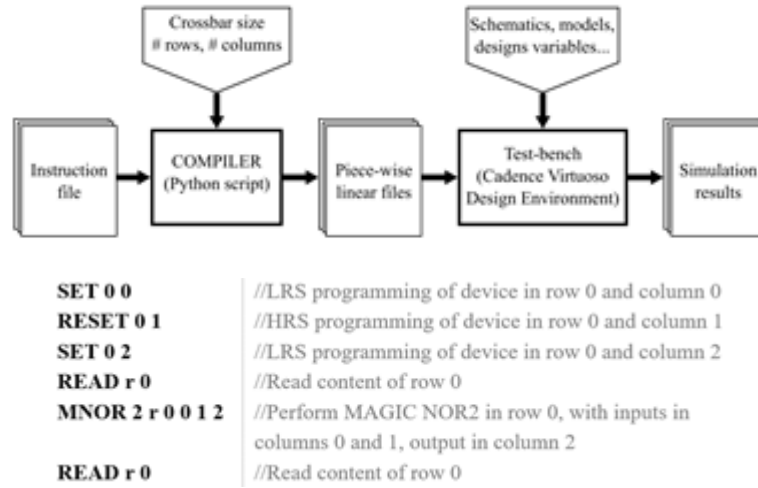 Crossbar size
# rows, # columns
Schematics, models,
designs variables...
Instruction
file
COMPILER
(Python script)
Piece-wise
linear files
Test-bench
(Cadence Virtuoso
Design Environment)
Simulation
results
SET 0 0 //LRS programming of device in row 0 and column 0
RESET 0 1 //HRS programming of device in row 0 and column 1
SET 0 2 //LRS programming of device in row 0 and column 2
READ r 0 //Read content of row 0
MNOR 2 r 0 0 1 2 //Perform MAGIC NOR2 in row 0, with inputs in
columns 0 and 1, output in column 2
READ r 0 //Read content of row 0